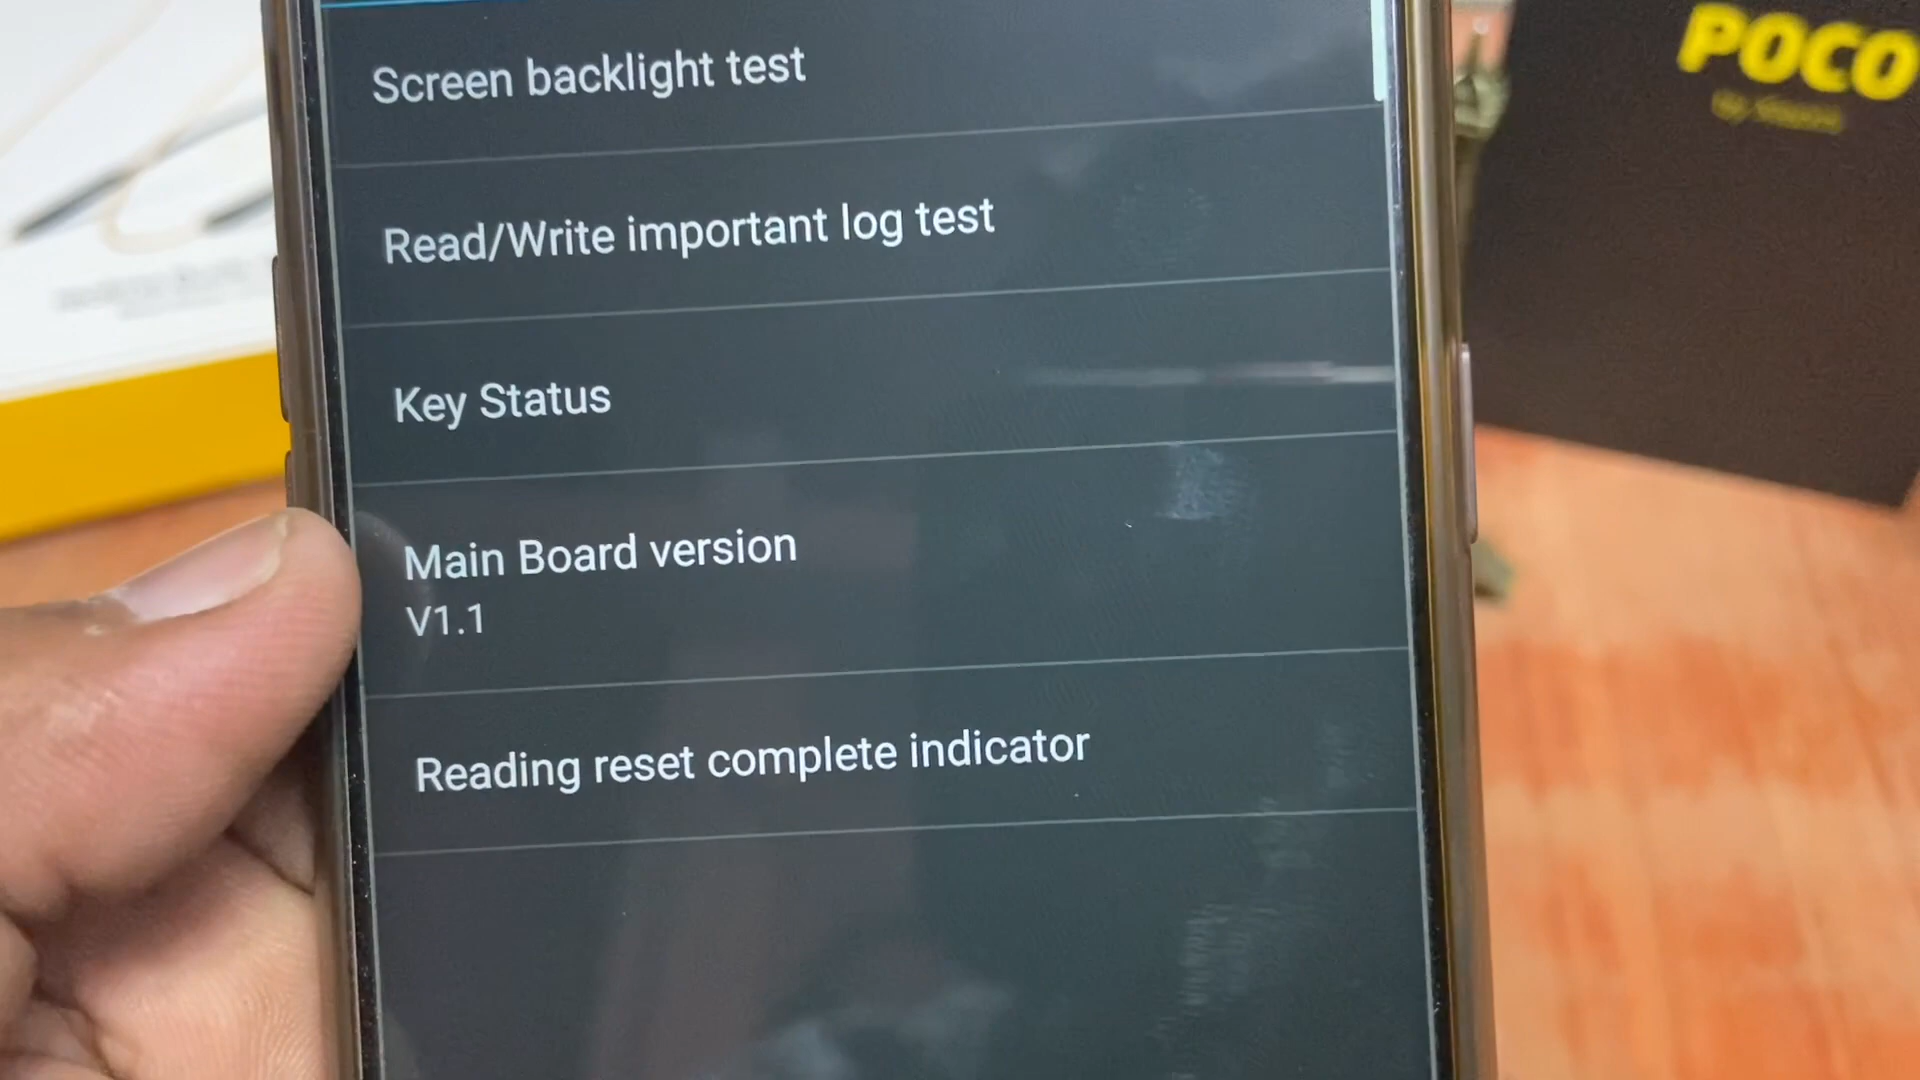 Screen backlight test
Read/Write important log test
Key Status
Main Board version
V1.1
Reading reset complete indicator
POCO